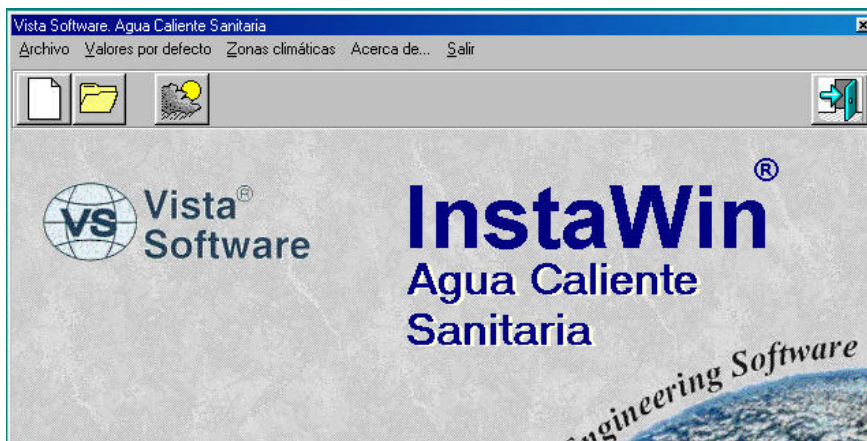 Vista Software. Agua Caliente Sanitaria
Archivo Valores por defecto Zonas climáticas Acerca de... Salir
VS
Vista®
Software
InstaWin®
Agua Caliente
Sanitaria
Software